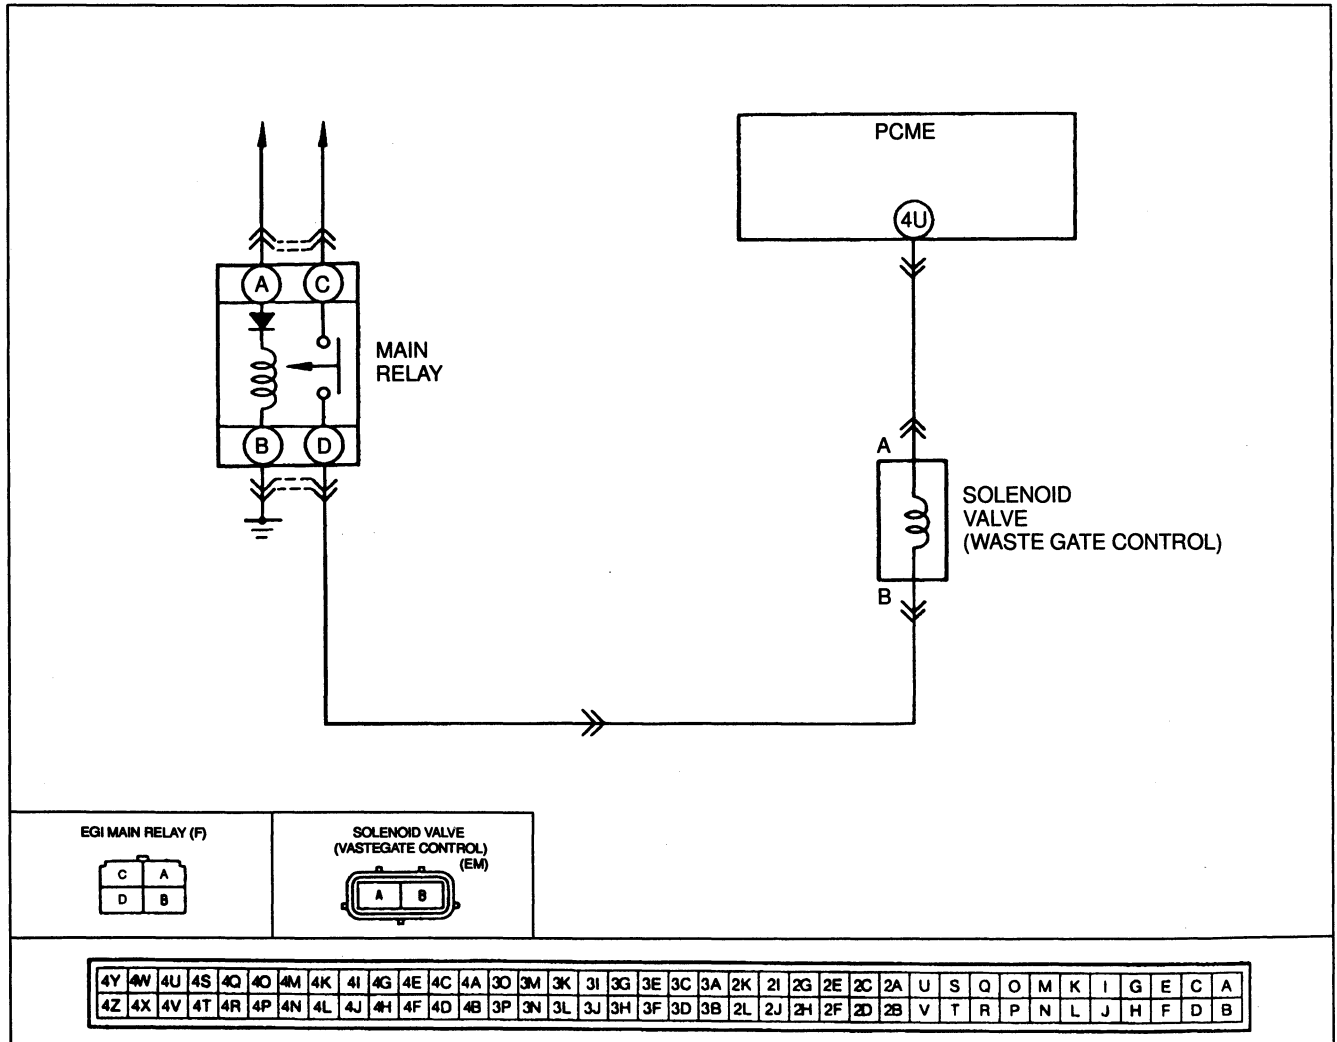 PCME
4U
A C
MAIN
RELAY
B D
A
SOLENOID
VALVE
(WASTE GATE CONTROL)
B
EGI MAIN RELAY (F)
C A
D B
SOLENOID VALVE
(VASTEGATE CONTROL)
(EM)
A B
4Y 4W 4U 4S 4Q 4O 4M 4K 4I 4G 4E 4C 4A 3O 3M 3K 3I 3G 3E 3C 3A 2K 2I 2G 2E 2C 2A U S Q O M K I G E C A
4Z 4X 4V 4T 4R 4P 4N 4L 4J 4H 4F 4D 4B 3P 3N 3L 3J 3H 3F 3D 3B 2L 2J 2H 2F 2D 2B V T R P N L J H F D B